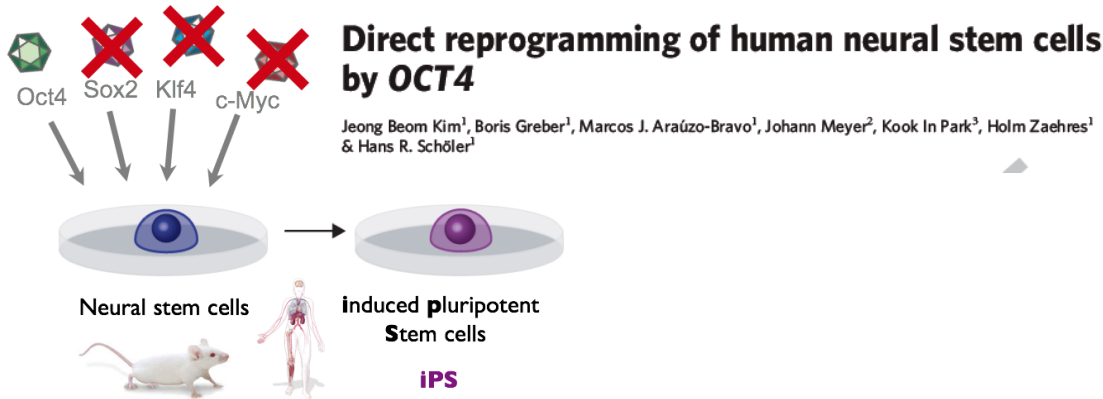 Oct4
Sox2
Klf4
c-Myc
Direct reprogramming of human neural stem cells
by OCT4
Jeong Beom Kim¹, Boris Greber¹, Marcos J. Araúzo-Bravo¹, Johann Meyer², Kook In Park³, Holm Zaehres¹
& Hans R. Schöler¹
Neural stem cells
induced pluripotent
Stem cells
iPS